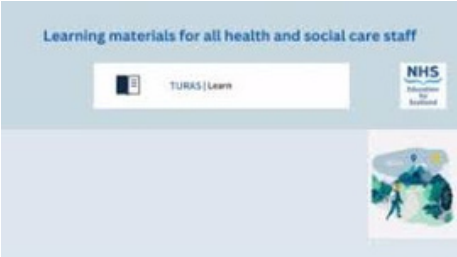 Learning materials for all health and social care staff
TURAS | Learn
NHS
Education
for
Scotland